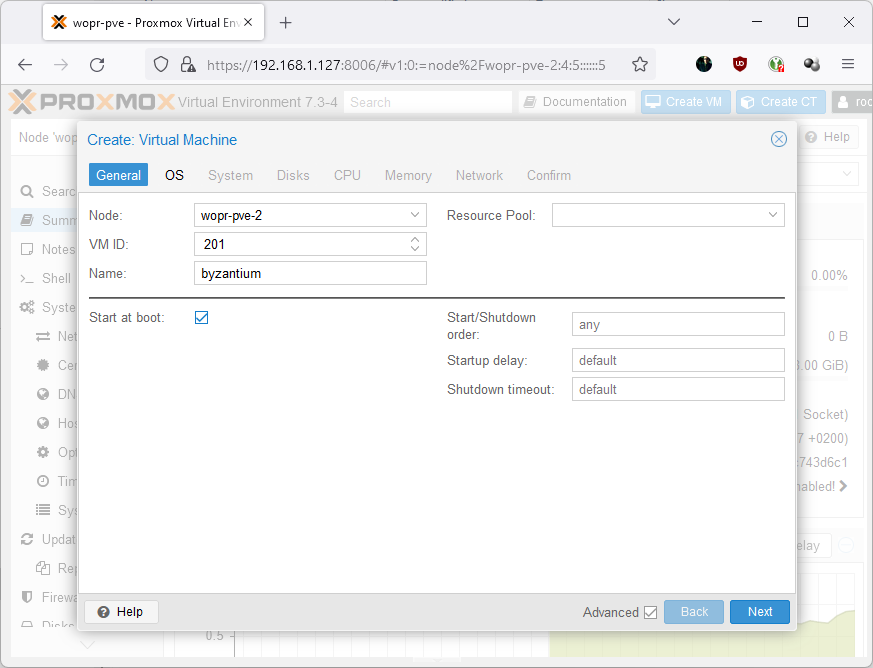 wopr-pve - Proxmox Virtual Env
https://192.168.1.127:8006/#v1:0:=node%2Fwopr-pve-2:4:5::::::5
PROXMOX Virtual Environment 7.3-4 Search Documentation Create VM Create CT roo
Node 'wop Help
Create: Virtual Machine
General OS System Disks CPU Memory Network Confirm
Node: wopr-pve-2 Resource Pool:
VM ID: 201
Name: byzantium
Start at boot: Start/Shutdown order: any
Startup delay: default
Shutdown timeout: default
Searc
Summ
Notes
Shell
Syste
Net
Cer
DN
Hos
Opt
Tim
Sys
Updat
Rep
Firewa
Disks
0.00%
0 B
.00 GiB)
Socket)
7 +0200)
743d6c1
nabled!
elay
Help Advanced Back Next
0.5